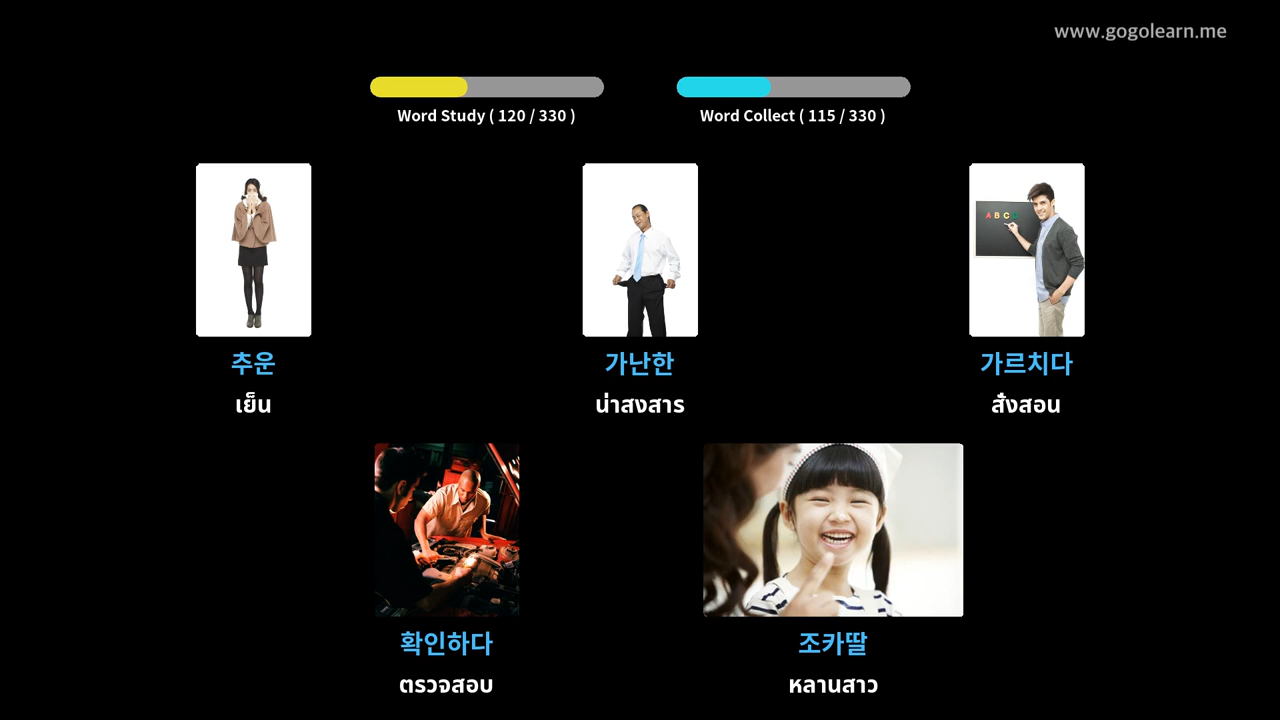 www.gogolearn.me
Word Study ( 120 / 330 )
Word Collect ( 115 / 330 )
A B C
추운
가난한
가르치다
เย็น
น่าสงสาร
สั่งสอน
확인하다
조카딸
ตรวจสอบ
หลานสาว